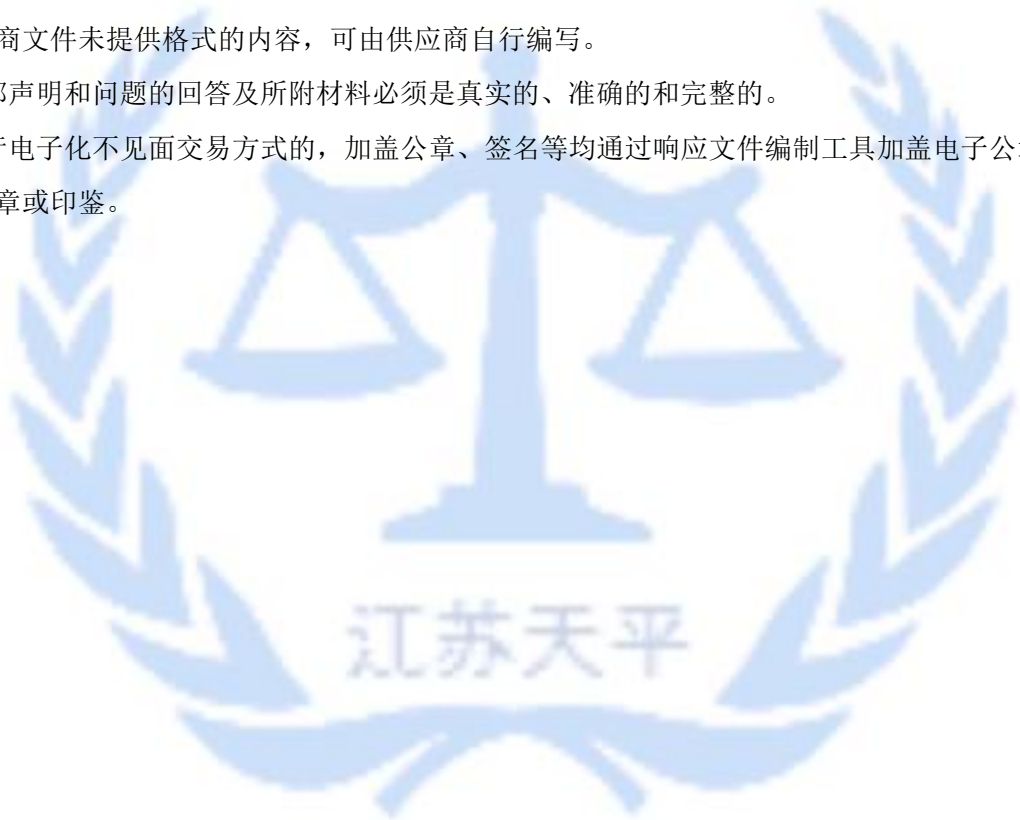 商文件未提供格式的内容，可由供应商自行编写。
声明和问题的回答及所附材料必须是真实的、准确的和完整的。
电子化不见面交易方式的，加盖公章、签名等均通过响应文件编制工具加盖电子公
章或印鉴。
江苏天平